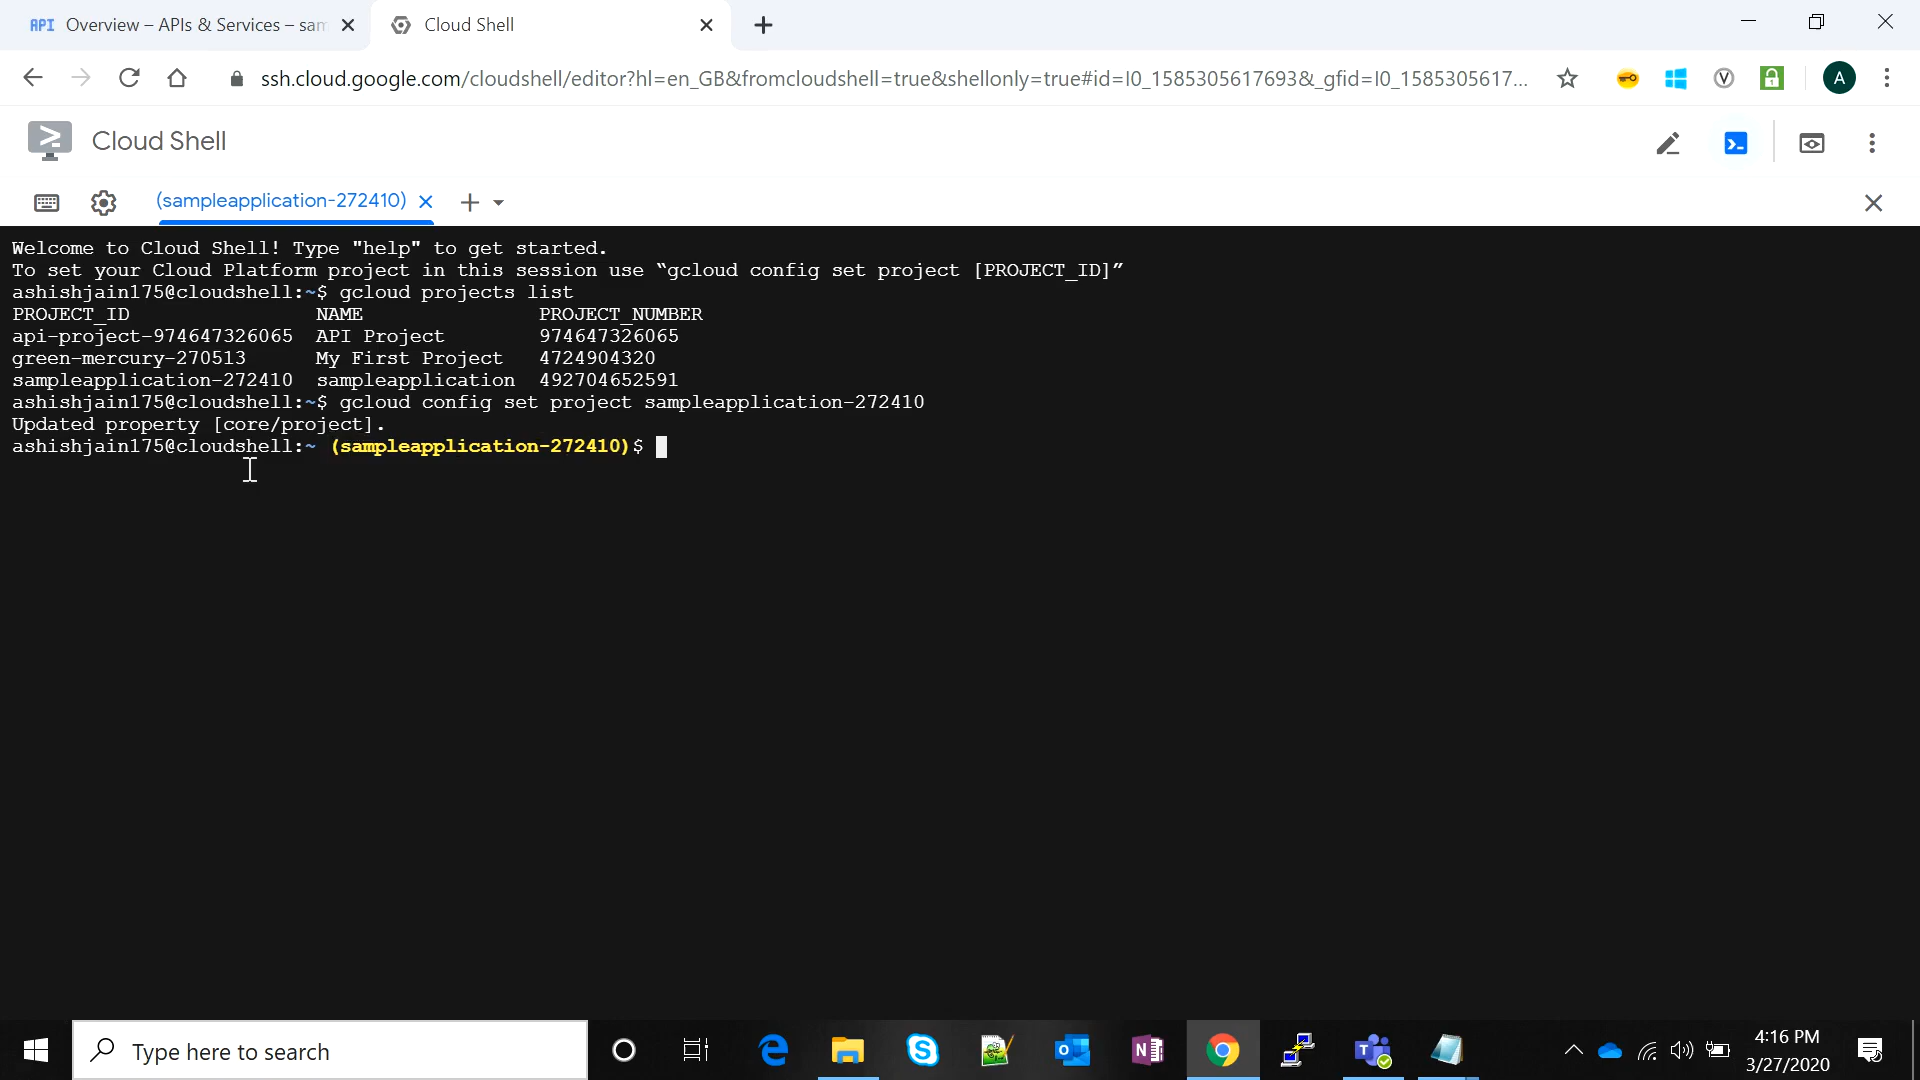 API Overview – APIs & Services – sam
Cloud Shell
ssh.cloud.google.com/cloudshell/editor?hl=en_GB&fromcloudshell=true&shellonly=true#id=I0_1585305617693&_gfid=I0_1585305617...
A
Cloud Shell
(sampleapplication-272410)
Welcome to Cloud Shell! Type "help" to get started.
To set your Cloud Platform project in this session use “gcloud config set project [PROJECT_ID]”
ashishjain175@cloudshell:~$ gcloud projects list
PROJECT_ID NAME PROJECT_NUMBER
api-project-974647326065 API Project 974647326065
green-mercury-270513 My First Project 4724904320
sampleapplication-272410 sampleapplication 492704652591
ashishjain175@cloudshell:~$ gcloud config set project sampleapplication-272410
Updated property [core/project].
ashishjain175@cloudshell:~ (sampleapplication-272410)$
Type here to search
4:16 PM
3/27/2020